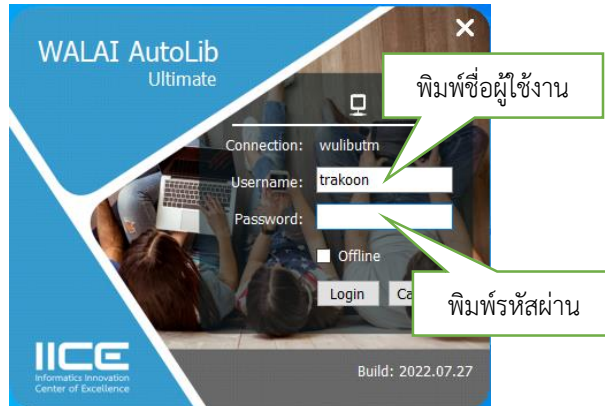 WALAI AutoLib
Ultimate
พิมพ์ชื่อผู้ใช้งาน
Connection: wulibutm
Username: trakoon
Password:
Offline
Login Ca
พิมพ์รหัสผ่าน
IICE
Informatics Innovation
Center of Excellence
Build: 2022.07.27